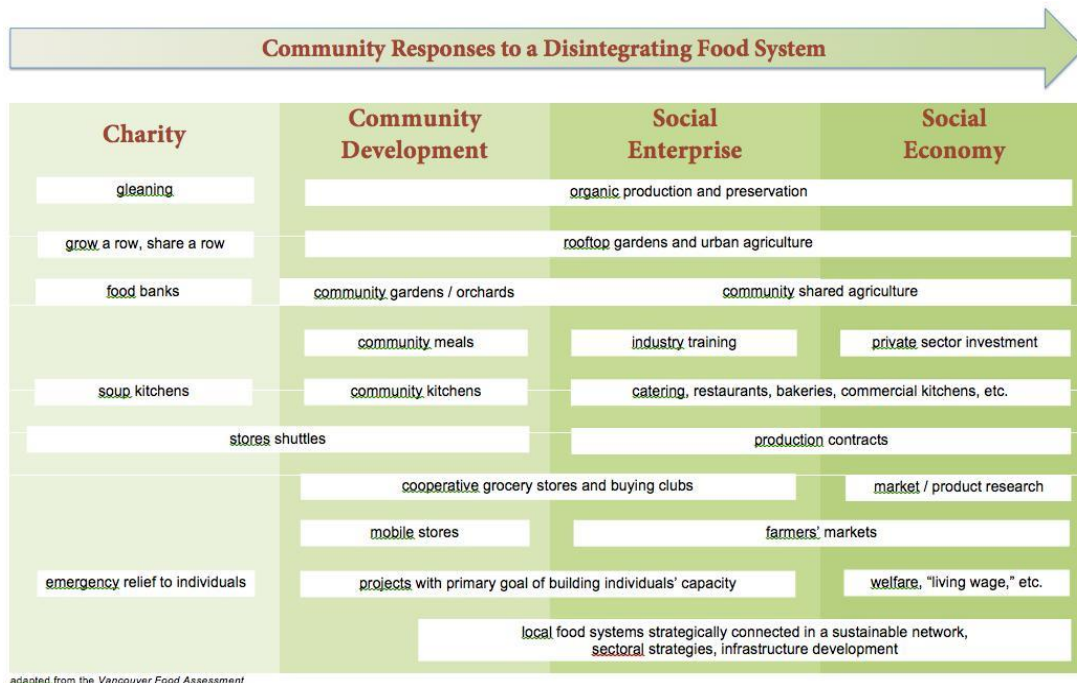 Community Responses to a Disintegrating Food System
Charity
Community
Development
Social
Enterprise
Social
Economy
gleaning
organic production and preservation
grow a row, share a row
rooftop gardens and urban agriculture
food banks
community gardens / orchards
community shared agriculture
community meals
industry training
private sector investment
soup kitchens
community kitchens
catering, restaurants, bakeries, commercial kitchens, etc.
stores shuttles
production contracts
cooperative grocery stores and buying clubs
market / product research
mobile stores
farmers' markets
emergency relief to individuals
projects with primary goal of building individuals' capacity
welfare, "living wage," etc.
local food systems strategically connected in a sustainable network,
sectoral strategies, infrastructure development
adapted from the Vancouver Food Assessment